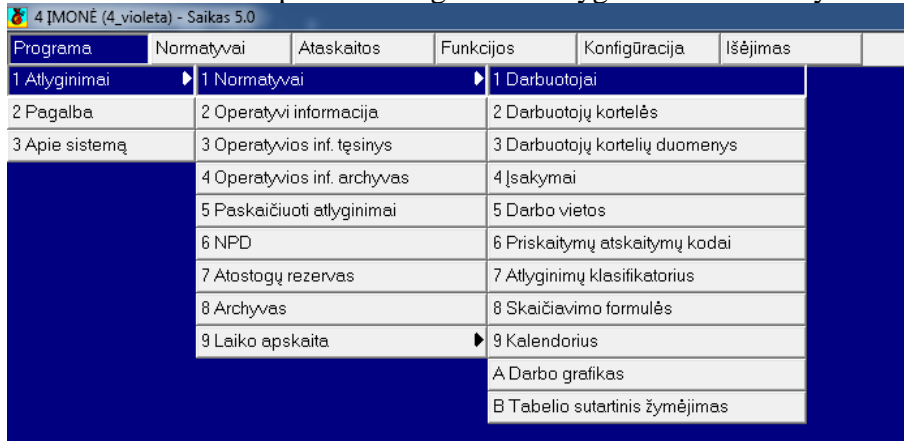 4 ĮMONĖ (4_violeta) - Saikas 5.0
Programa Normatyvai Ataskaitos Funkcijos Konfigūracija Išėjimas
1 Atlyginimai 1 Normatyvai 1 Darbuotojai
2 Pagalba 2 Operatyvi informacija 2 Darbuotojų kortelės
3 Apie sistemą 3 Operatyvios inf. tęsinys 3 Darbuotojų kortelių duomenys
4 Operatyvios inf. archyvas 4 Įsakymai
5 Paskaičiuoti atlyginimai 5 Darbo vietos
6 NPD 6 Priskaitymų atskaitymų kodai
7 Atostogų rezervas 7 Atlyginimų klasifikatorius
8 Archyvas 8 Skaičiavimo formulės
9 Laiko apskaita 9 Kalendorius
A Darbo grafikas
B Tabelio sutartinis žymėjimas